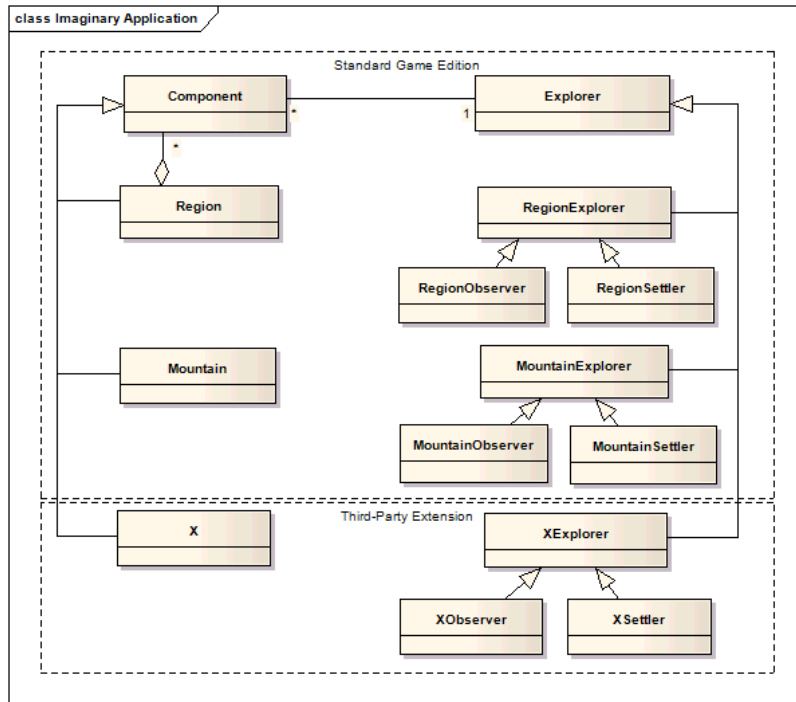 class Imaginary Application
Standard Game Edition
Component
Explorer
*
1
*
Region
RegionExplorer
RegionObserver
RegionSettler
Mountain
MountainExplorer
MountainObserver
MountainSettler
Third-Party Extension
X
XExplorer
XObserver
XSettler